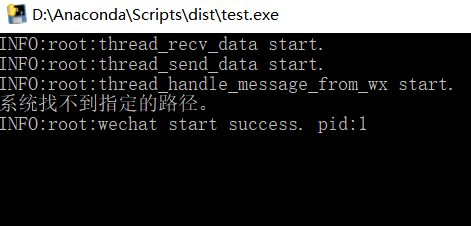 D:\Anaconda\Scripts\dist\test.exe
INFO:root:thread_recv_data start.
INFO:root:thread_send_data start.
INFO:root:thread_handle_message_from_wx start.
系统找不到指定的路径。
INFO:root:wechat start success. pid:1